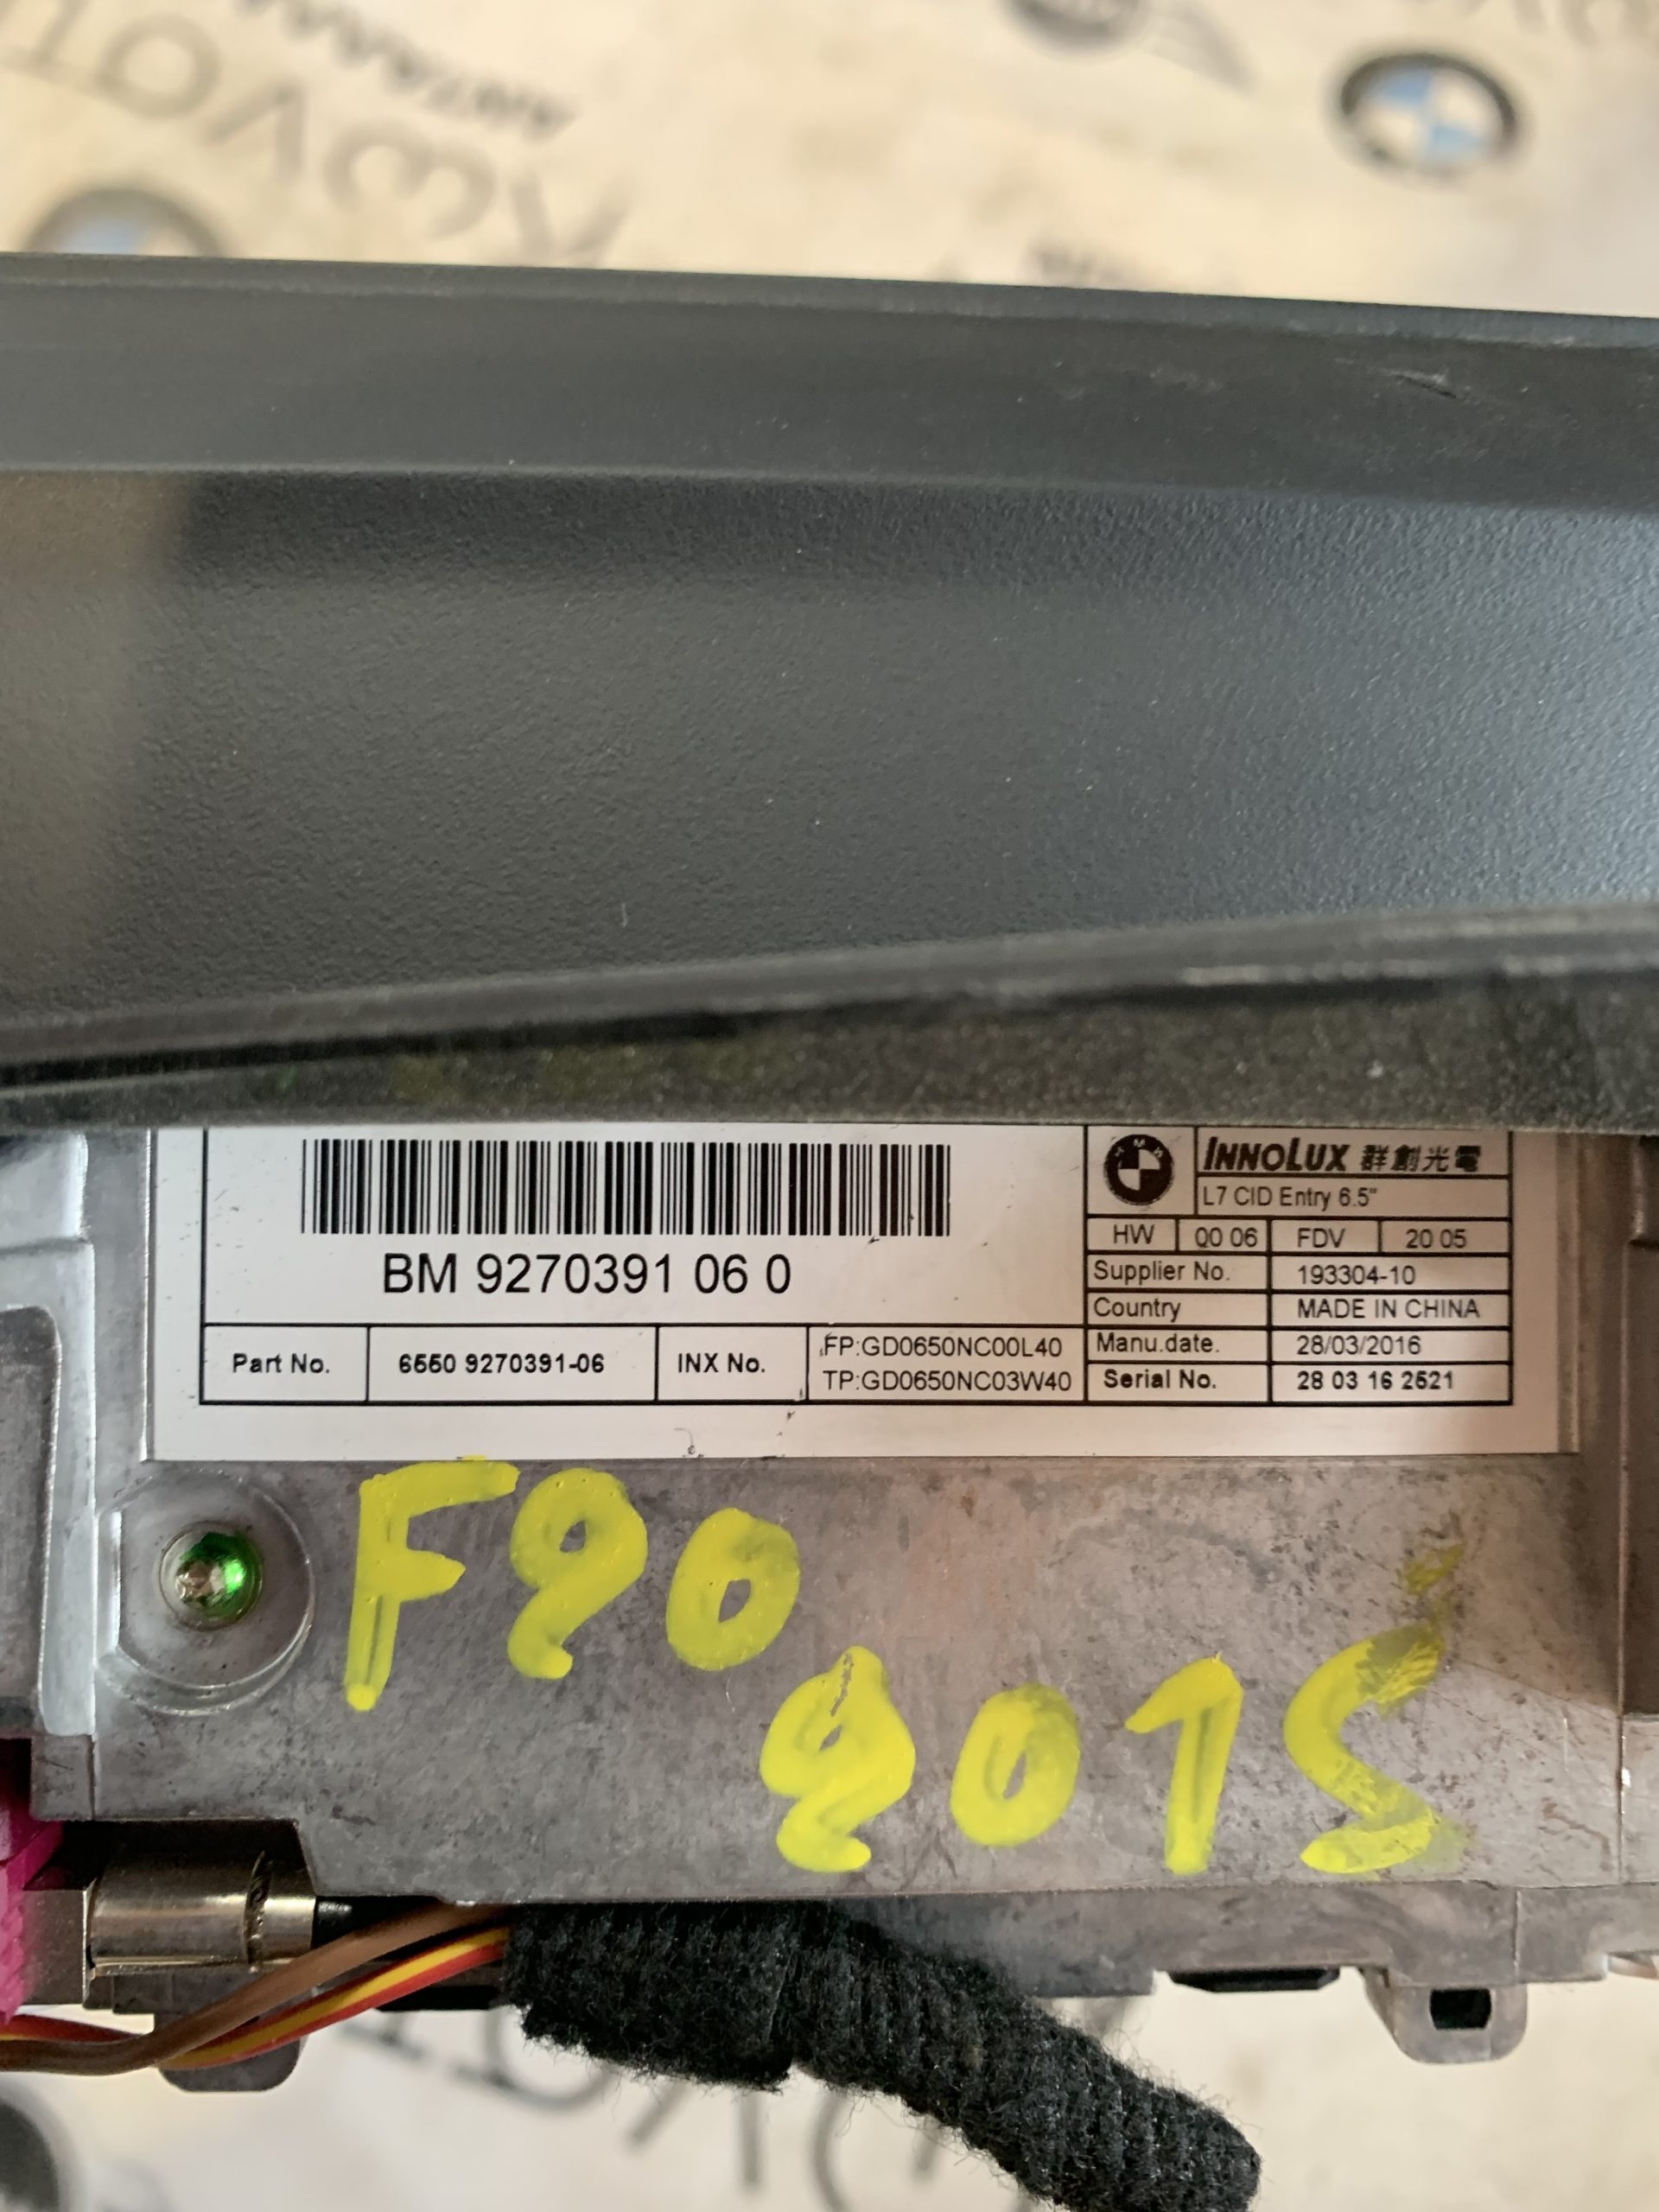 INNOLUX 群創光電
L7 CID Entry 6.5"
HW 00 06 FDV 20 05
BM 9270391 06 0
Supplier No. 193304-10
Country MADE IN CHINA
Part No. 6550 9270391-06 INX No. FP:GD0650NC00L40
TP:GD0650NC03W40
Manu.date. 28/03/2016
Serial No. 28 03 16 2521
F20
2015